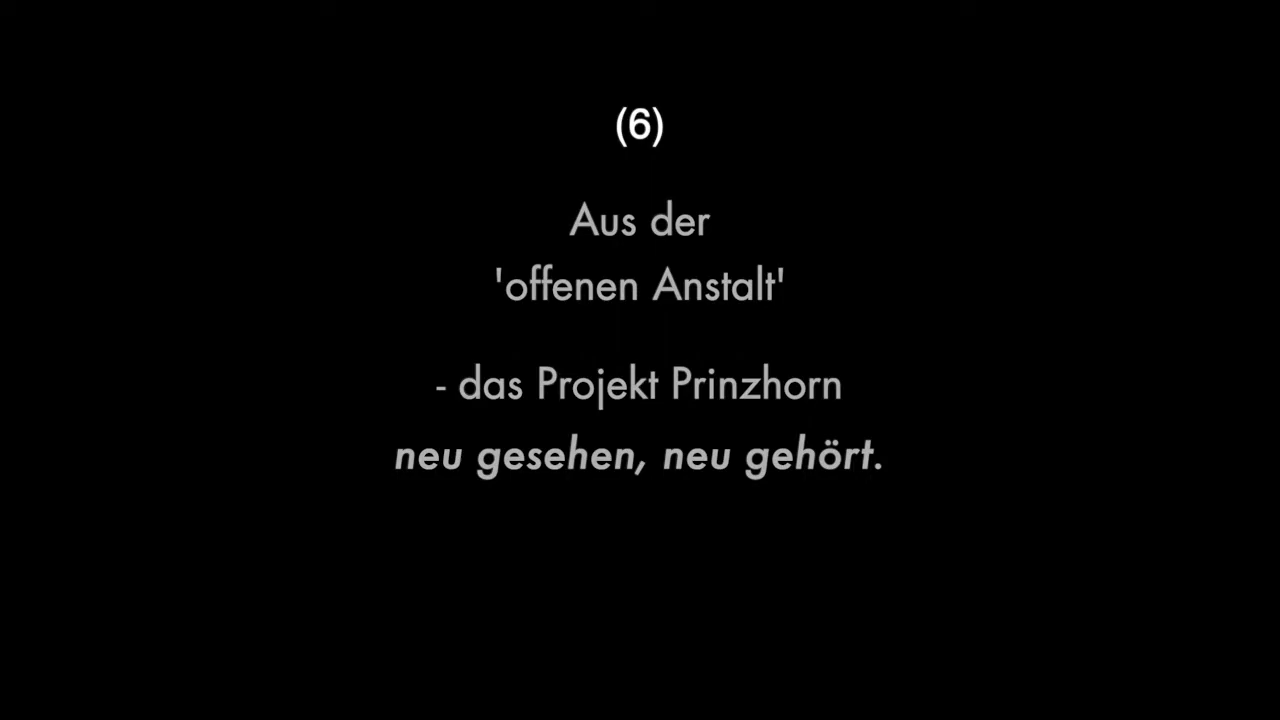 (6)
Aus der
'offenen Anstalt'
- das Projekt Prinzhorn
neu gesehen, neu gehört.